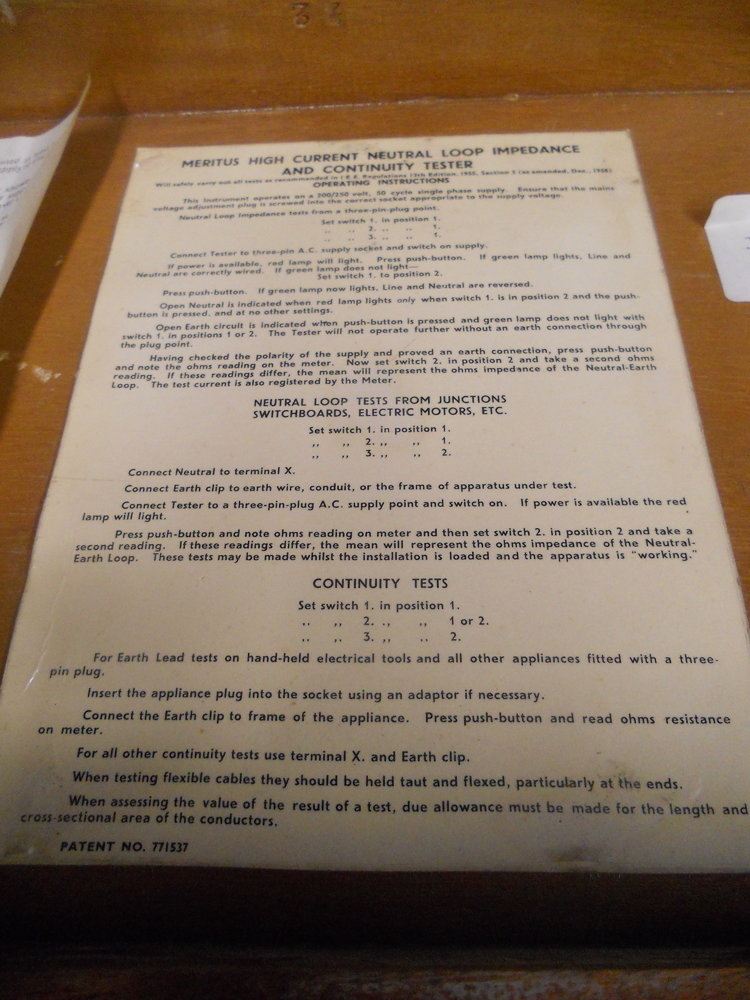 MERITUS HIGH CURRENT NEUTRAL LOOP IMPEDANCE
AND CONTINUITY TESTER
Will safely carry out all tests as recommended in I.E.E. Regulations 13th Edition, 1955, Section 5 (as amended, Dec., 1958)
OPERATING INSTRUCTIONS
This instrument operates on a 200/250 volt, 50 cycle single phase supply. Ensure that the mains
voltage adjustment plug is screwed into the correct socket appropriate to the supply voltage.
Neutral Loop Impedance tests from a three-pin-plug point.
Set switch 1. in position 1.
,, ,, 2. ,, ,, 1.
,, ,, 3. ,, ,, 1.
Connect Tester to three-pin A.C. supply socket and switch on supply.
If power is available, red lamp will light. Press push-button. If green lamp lights, Line and
Neutral are correctly wired. If green lamp does not light—
Set switch 1. to position 2.
Press push-button. If green lamp now lights, Line and Neutral are reversed.
Open Neutral is indicated when red lamp lights only when switch 1. is in position 2 and the push-
button is pressed, and at no other settings.
Open Earth circuit is indicated when push-button is pressed and green lamp does not light with
switch 1. in positions 1 or 2. The Tester will not operate further without an earth connection through
the plug point.
Having checked the polarity of the supply and proved an earth connection, press push-button
and note the ohms reading on the meter. Now set switch 2. in position 2 and take a second ohms
reading. If these readings differ, the mean will represent the ohms impedance of the Neutral-Earth
Loop. The test current is also registered by the Meter.
NEUTRAL LOOP TESTS FROM JUNCTIONS
SWITCHBOARDS, ELECTRIC MOTORS, ETC.
Set switch 1. in position 1.
,, ,, 2. ,, ,, 1.
,, ,, 3. ,, ,, 2.
Connect Neutral to terminal X.
Connect Earth clip to earth wire, conduit, or the frame of apparatus under test.
Connect Tester to a three-pin-plug A.C. supply point and switch on. If power is available the red
lamp will light.
Press push-button and note ohms reading on meter and then set switch 2. in position 2 and take a
second reading. If these readings differ, the mean will represent the ohms impedance of the Neutral-
Earth Loop. These tests may be made whilst the installation is loaded and the apparatus is "working."
CONTINUITY TESTS
Set switch 1. in position 1.
,, ,, 2. ,, ,, 1 or 2.
,, ,, 3. ,, ,, 2.
For Earth Lead tests on hand-held electrical tools and all other appliances fitted with a three-
pin plug.
Insert the appliance plug into the socket using an adaptor if necessary.
Connect the Earth clip to frame of the appliance. Press push-button and read ohms resistance
on meter.
For all other continuity tests use terminal X. and Earth clip.
When testing flexible cables they should be held taut and flexed, particularly at the ends.
When assessing the value of the result of a test, due allowance must be made for the length and
cross-sectional area of the conductors.
PATENT NO. 771537